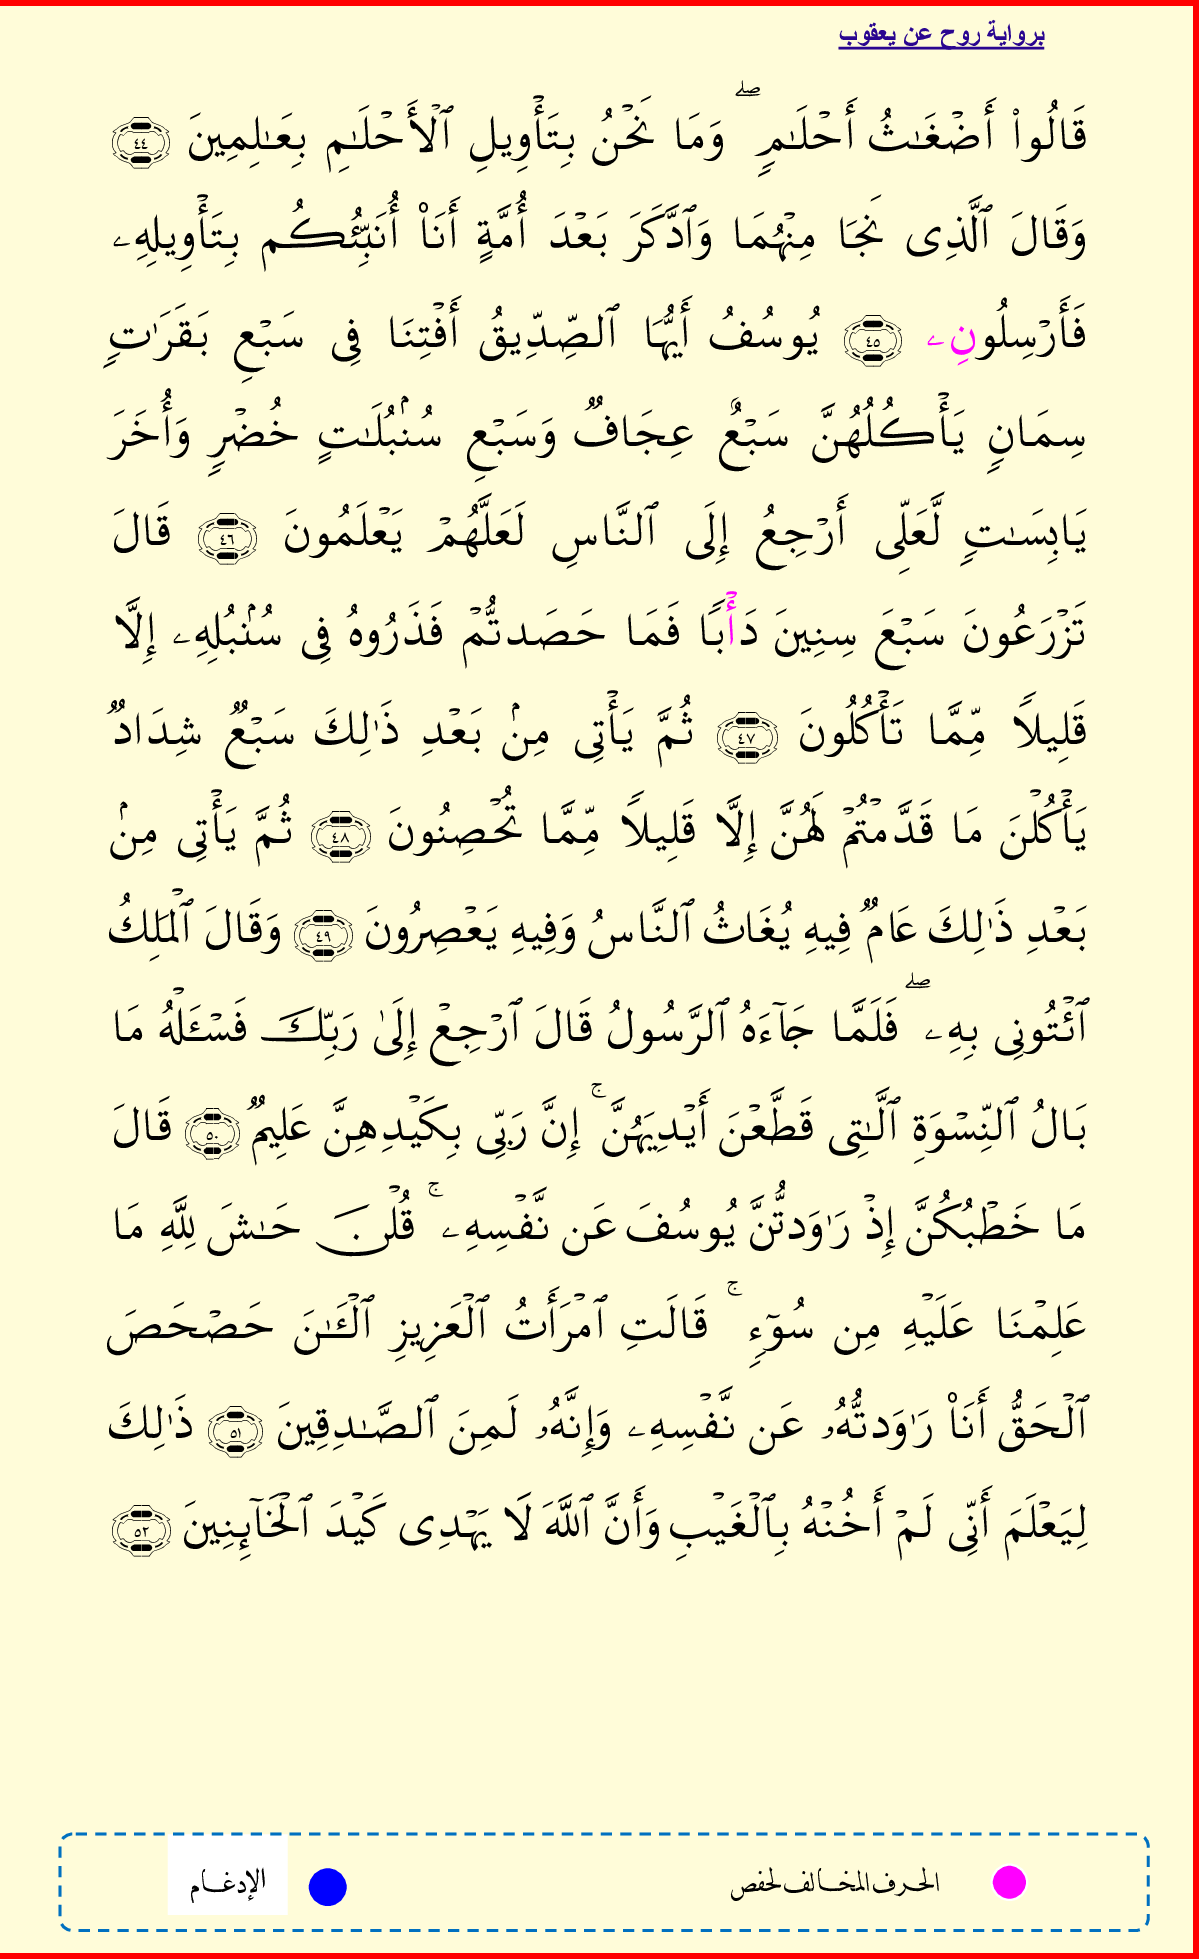 برواية روح عن يعقوب
قَالُوا۟ أَضْغَـٰثُ أَحْلَـٰمٍۢ ۖ وَمَا نَحْنُ بِتَأْوِيلِ ٱلْأَحْلَـٰمِ بِعَـٰلِمِينَ ٤٤
وَقَالَ ٱلَّذِى نَجَا مِنْهُمَا وَٱدَّكَرَ بَعْدَ أُمَّةٍ أَنَا۠ أُنَبِّئُكُم بِتَأْوِيلِهِۦ
فَأَرْسِلُونِۦ ٤٥ يُوسُفُ أَيُّهَا ٱلصِّدِّيقُ أَفْتِنَا فِى سَبْعِ بَقَرَٰتٍۢ
سِمَانٍۢ يَأْكُلُهُنَّ سَبْعٌ عِجَافٌۭ وَسَبْعِ سُنۢبُلَـٰتٍ خُضْرٍۢ وَأُخَرَ
يَابِسَـٰتٍۢ لَّعَلِّى أَرْجِعُ إِلَى ٱلنَّاسِ لَعَلَّهُمْ يَعْلَمُونَ ٤٦ قَالَ
تَزْرَعُونَ سَبْعَ سِنِينَ دَأْبًۭا فَمَا حَصَدتُّمْ فَذَرُوهُ فِى سُنۢبُلِهِۦ إِلَّا
قَلِيلًۭا مِّمَّا تَأْكُلُونَ ٤٧ ثُمَّ يَأْتِى مِنۢ بَعْدِ ذَٰلِكَ سَبْعٌۭ شِدَادٌۭ
يَأْكُلْنَ مَا قَدَّمْتُمْ لَهُنَّ إِلَّا قَلِيلًۭا مِّمَّا تُحْصِنُونَ ٤٨ ثُمَّ يَأْتِى مِنۢ
بَعْدِ ذَٰلِكَ عَامٌۭ فِيهِ يُغَاثُ ٱلنَّاسُ وَفِيهِ يَعْصِرُونَ ٤٩ وَقَالَ ٱلْمَلِكُ
ٱئْتُونِى بِهِۦ ۖ فَلَمَّا جَآءَهُ ٱلرَّسُولُ قَالَ ٱرْجِعْ إِلَىٰ رَبِّكَ فَسْـَٔلْهُ مَا
بَالُ ٱلنِّسْوَةِ ٱلَّـٰتِى قَطَّعْنَ أَيْدِيَهُنَّ ۚ إِنَّ رَبِّى بِكَيْدِهِنَّ عَلِيمٌۭ ٥٠ قَالَ
مَا خَطْبُكُنَّ إِذْ رَٰوَدتُّنَّ يُوسُفَ عَن نَّفْسِهِۦ ۚ قُلْنَ حَـٰشَ لِلَّهِ مَا
عَلِمْنَا عَلَيْهِ مِن سُوٓءٍۢ ۚ قَالَتِ ٱمْرَأَتُ ٱلْعَزِيزِ ٱلْـَٔـٰنَ حَصْحَصَ
ٱلْحَقُّ أَنَا۠ رَٰوَدتُّهُۥ عَن نَّفْسِهِۦ وَإِنَّهُۥ لَمِنَ ٱلصَّـٰدِقِينَ ٥١ ذَٰلِكَ
لِيَعْلَمَ أَنِّى لَمْ أَخُنْهُ بِٱلْغَيْبِ وَأَنَّ ٱللَّهَ لَا يَهْدِى كَيْدَ ٱلْخَآئِنِينَ ٥٢
الحرف المخالف لحفص
الإدغام